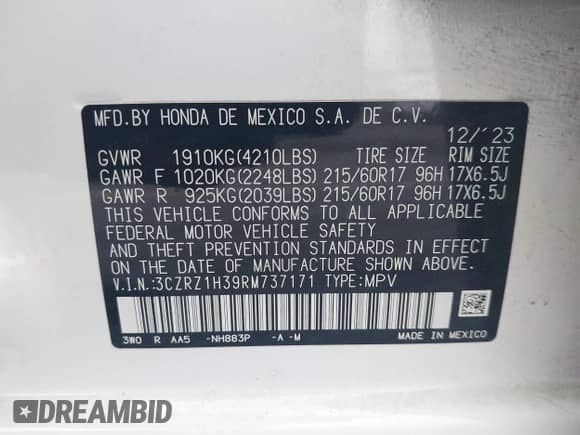 MFD.BY HONDA DE MEXICO S.A. DE C.V.
12/'23
GVWR 1910KG(4210LBS) TIRE SIZE RIM SIZE
GAWR F 1020KG(2248LBS) 215/60R17 96H 17X6.5J
GAWR R 925KG(2039LBS) 215/60R17 96H 17X6.5J
THIS VEHICLE CONFORMS TO ALL APPLICABLE
FEDERAL MOTOR VEHICLE SAFETY
AND THEFT PREVENTION STANDARDS IN EFFECT
ON THE DATE OF MANUFACTURE SHOWN ABOVE.
V.I.N.:3CZRZ1H39RM737171 TYPE:MPV
3W0 R AA5 -NH883P -A -M MADE IN MEXICO
DREAMBID